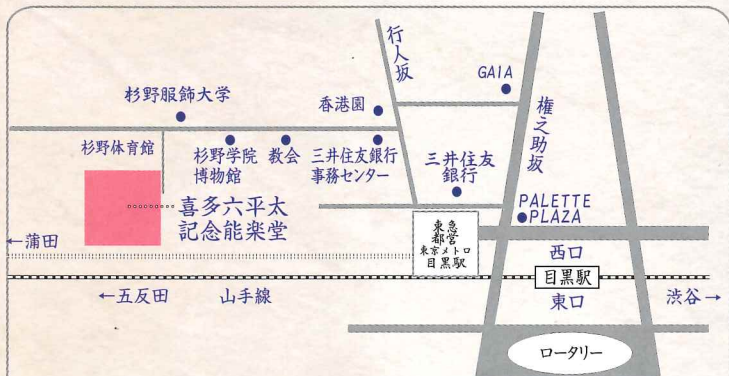 行人坂
GAIA
権之助坂
杉野服飾大学
香港園
杉野体育館
杉野学院
博物館
教会
三井住友銀行
事務センター
三井住友
銀行
喜多六平太
記念能楽堂
PALETTE
PLAZA
東急
都営
東京メトロ
目黒駅
←蒲田
西口
目黒駅
東口
←五反田
山手線
渋谷→
ロータリー